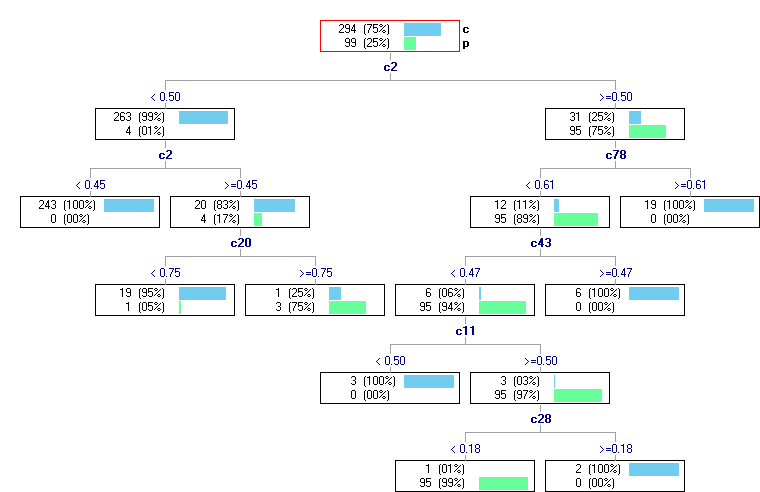 294 (75%) c
99 (25%) p
c2
< 0.50 >=0.50
263 (99%) 31 (25%)
4 (01%) 95 (75%)
c2 c78
< 0.45 >=0.45 < 0.61 >=0.61
243 (100%) 20 (83%) 12 (11%) 19 (100%)
0 (00%) 4 (17%) 95 (89%) 0 (00%)
c20 c43
< 0.75 >=0.75 < 0.47 >=0.47
19 (95%) 1 (25%) 6 (06%) 6 (100%)
1 (05%) 3 (75%) 95 (94%) 0 (00%)
c11
< 0.50 >=0.50
3 (100%) 3 (03%)
0 (00%) 95 (97%)
c28
< 0.18 >=0.18
1 (01%) 2 (100%)
95 (99%) 0 (00%)